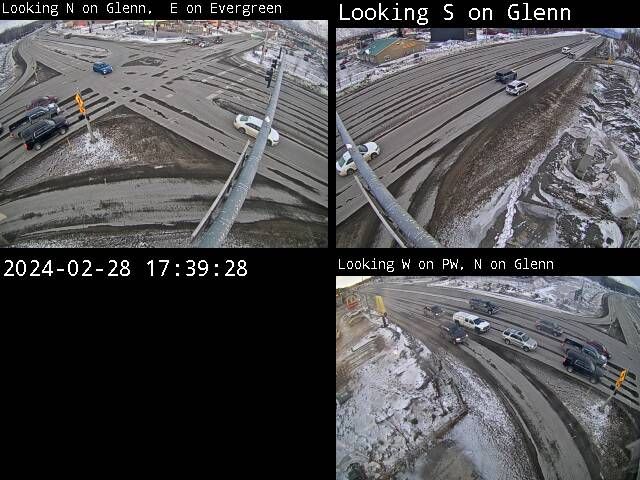 Looking N on Glenn,  E on Evergreen
Looking S on Glenn
2024-02-28 17:39:28
Looking W on PW, N on Glenn